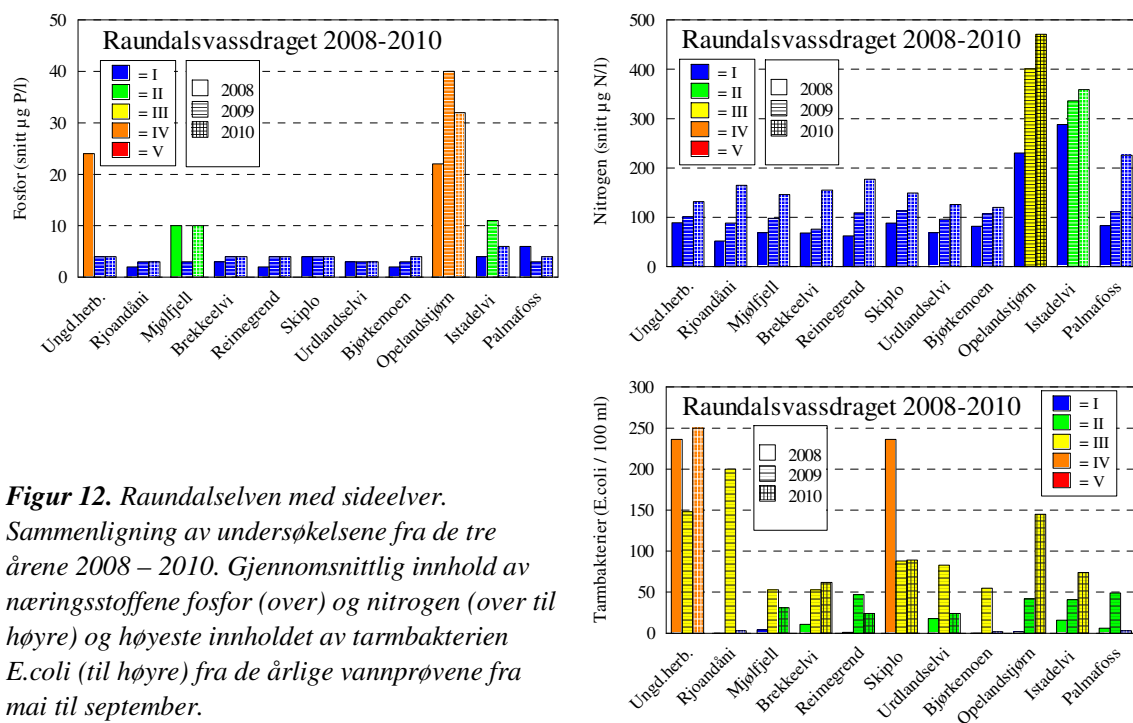 Raundalsvassdraget 2008-2010
Fosfor (snitt µg P/l)
50
40
30
20
10
0
= I
= II
= III
= IV
= V
2008
2009
2010
Ungd.herb.
Rjoandåni
Mjølfjell
Brekkeelvi
Reimegrend
Skiplo
Urdlandselvi
Bjørkemoen
Opelandstjørn
Istadelvi
Palmafoss
Raundalsvassdraget 2008-2010
Nitrogen (snitt µg N/l)
500
400
300
200
100
0
= I
= II
= III
= IV
= V
2008
2009
2010
Ungd.herb.
Rjoandåni
Mjølfjell
Brekkeelvi
Reimegrend
Skiplo
Urdlandselvi
Bjørkemoen
Opelandstjørn
Istadelvi
Palmafoss
Raundalsvassdraget 2008-2010
Tarmbakterier (E.coli / 100 ml)
300
250
200
150
100
50
0
2008
2009
2010
= I
= II
= III
= IV
= V
Ungd.herb.
Rjoandåni
Mjølfjell
Brekkeelvi
Reimegrend
Skiplo
Urdlandselvi
Bjørkemoen
Opelandstjørn
Istadelvi
Palmafoss
Figur 12. Raundalselven med sideelver.
Sammenligning av undersøkelsene fra de tre
årene 2008 – 2010. Gjennomsnittlig innhold av
næringsstoffene fosfor (over) og nitrogen (over til
høyre) og høyeste innholdet av tarmbakterien
E.coli (til høyre) fra de årlige vannprøvene fra
mai til september.